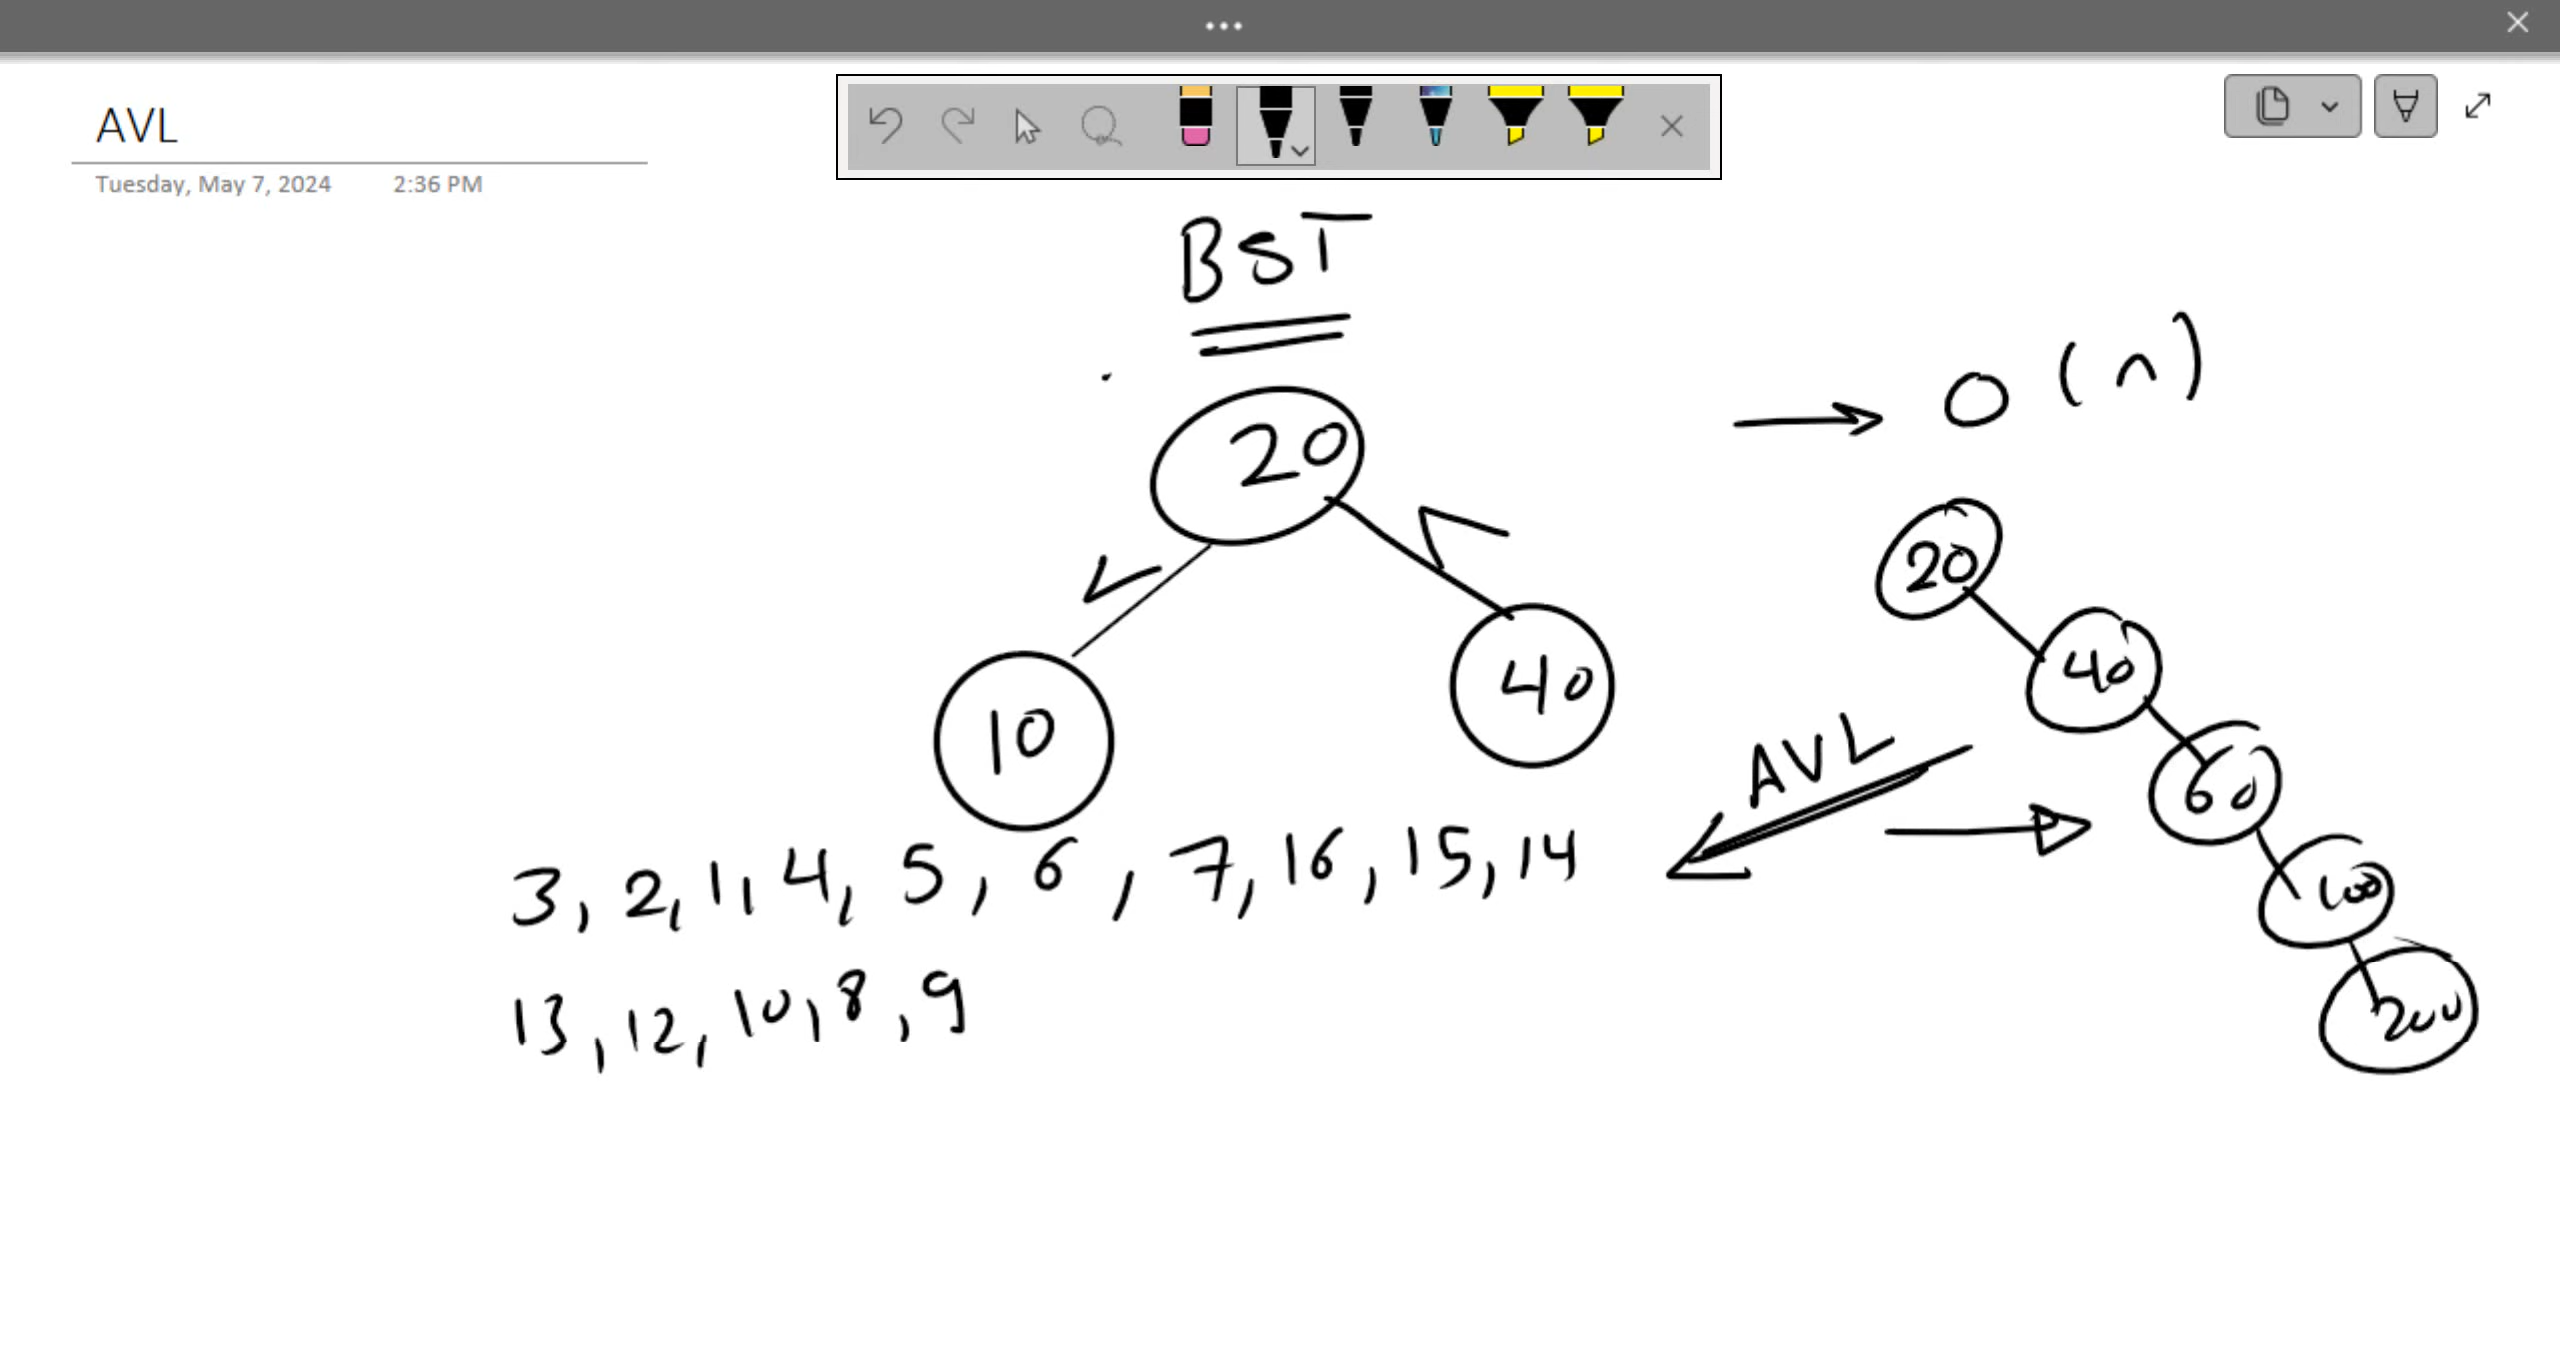 AVL
Tuesday, May 7, 2024 2:36 PM
BST
20
10
40
O(n)
20
40
60
100
200
AVL
3, 2, 1, 4, 5, 6, 7, 16, 15, 14
13, 12, 10, 8, 9